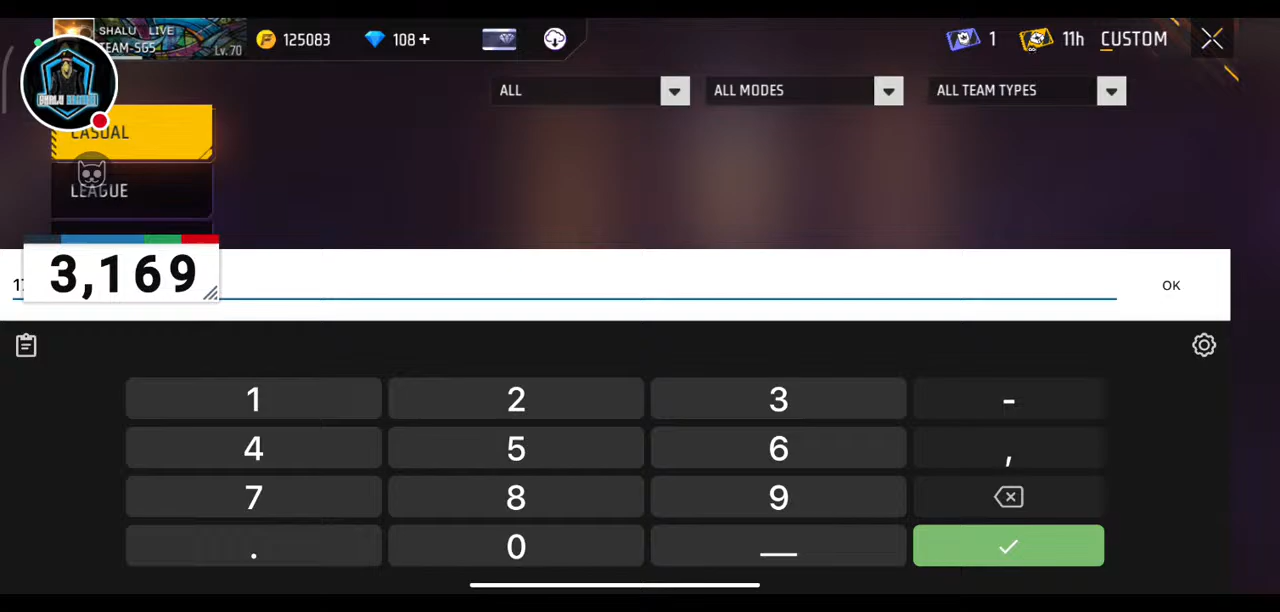 SHALU LIVE
TEAM-SG5
Lv. 70
125083
108 +
1
11h
CUSTOM
ALL
ALL MODES
ALL TEAM TYPES
CASUAL
LEAGUE
3,169
OK
1 2 3 -
4 5 6 ,
7 8 9
. 0